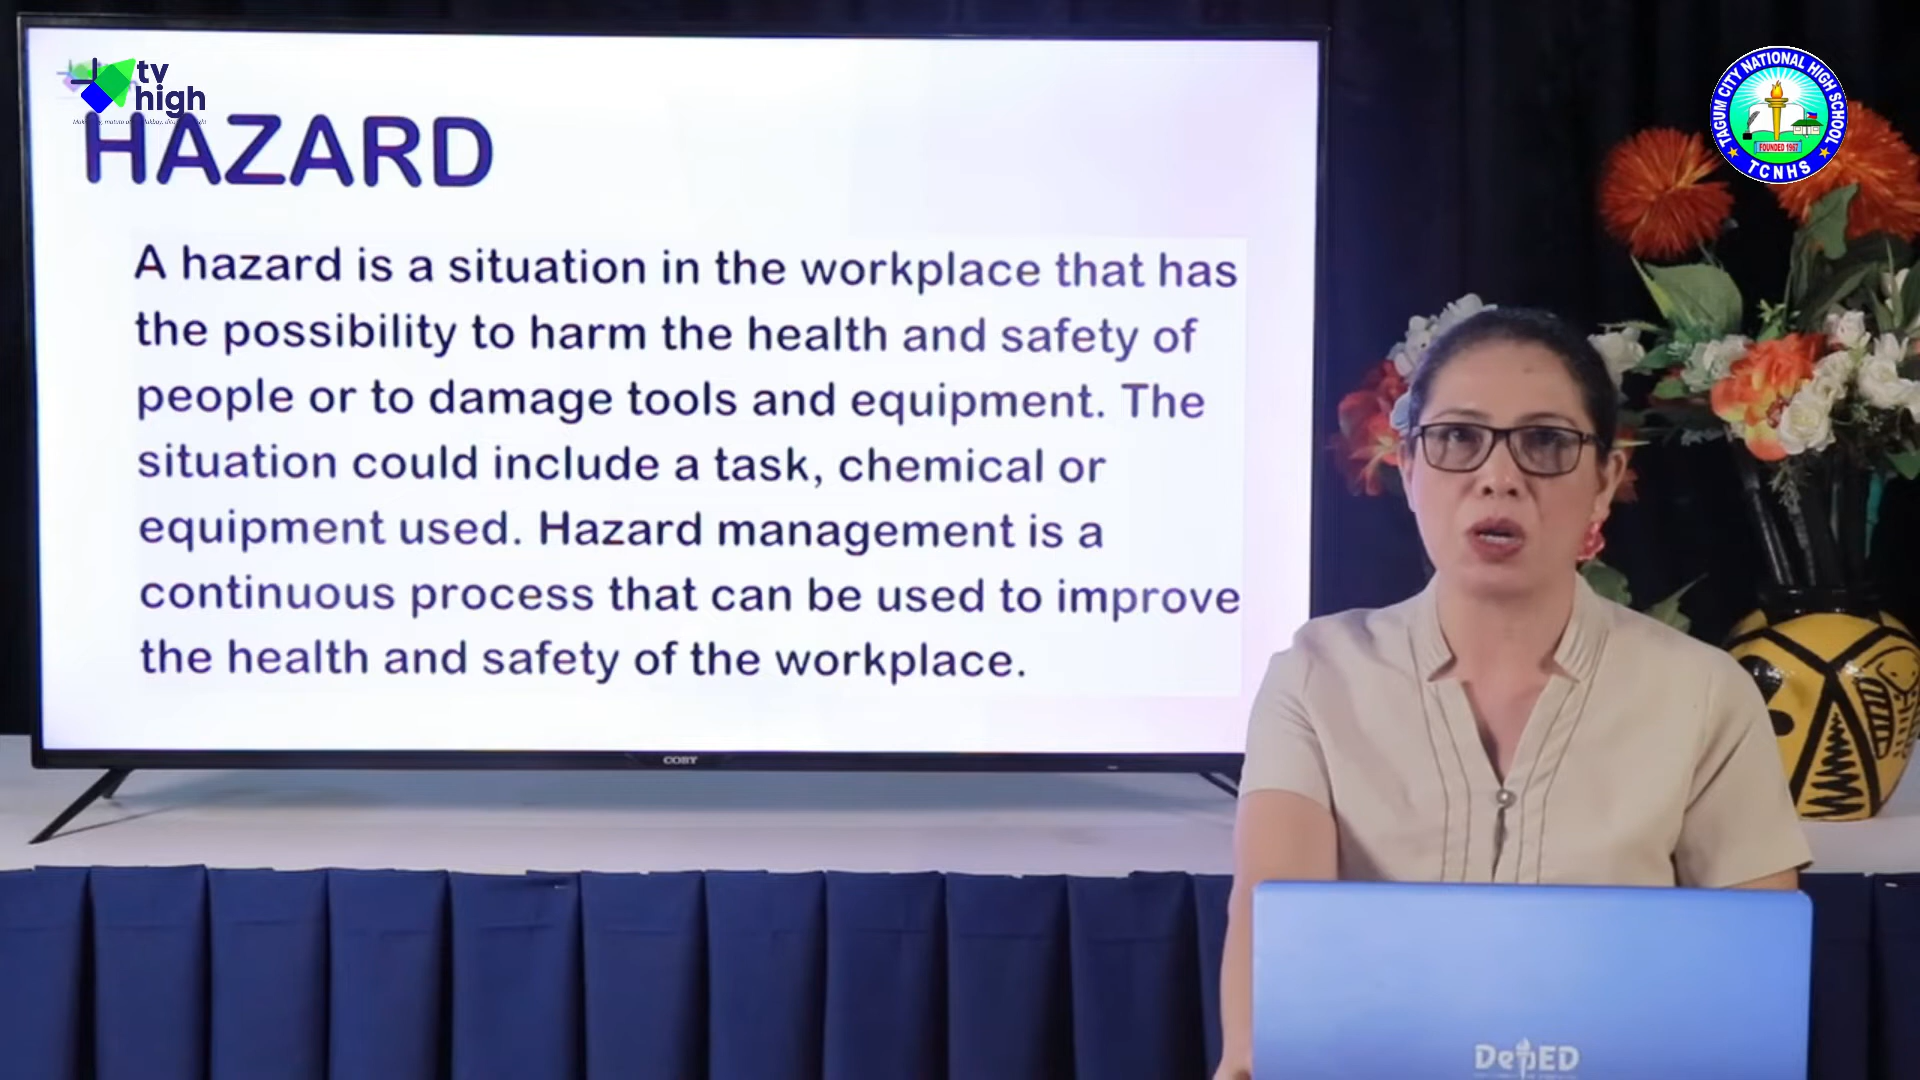 tv
high
HAZARD
A hazard is a situation in the workplace that has
the possibility to harm the health and safety of
people or to damage tools and equipment. The
situation could include a task, chemical or
equipment used. Hazard management is a
continuous process that can be used to improve
the health and safety of the workplace.
COBY
TAGUM CITY NATIONAL HIGH SCHOOL
FOUNDED 1967
TCNHS
DepED